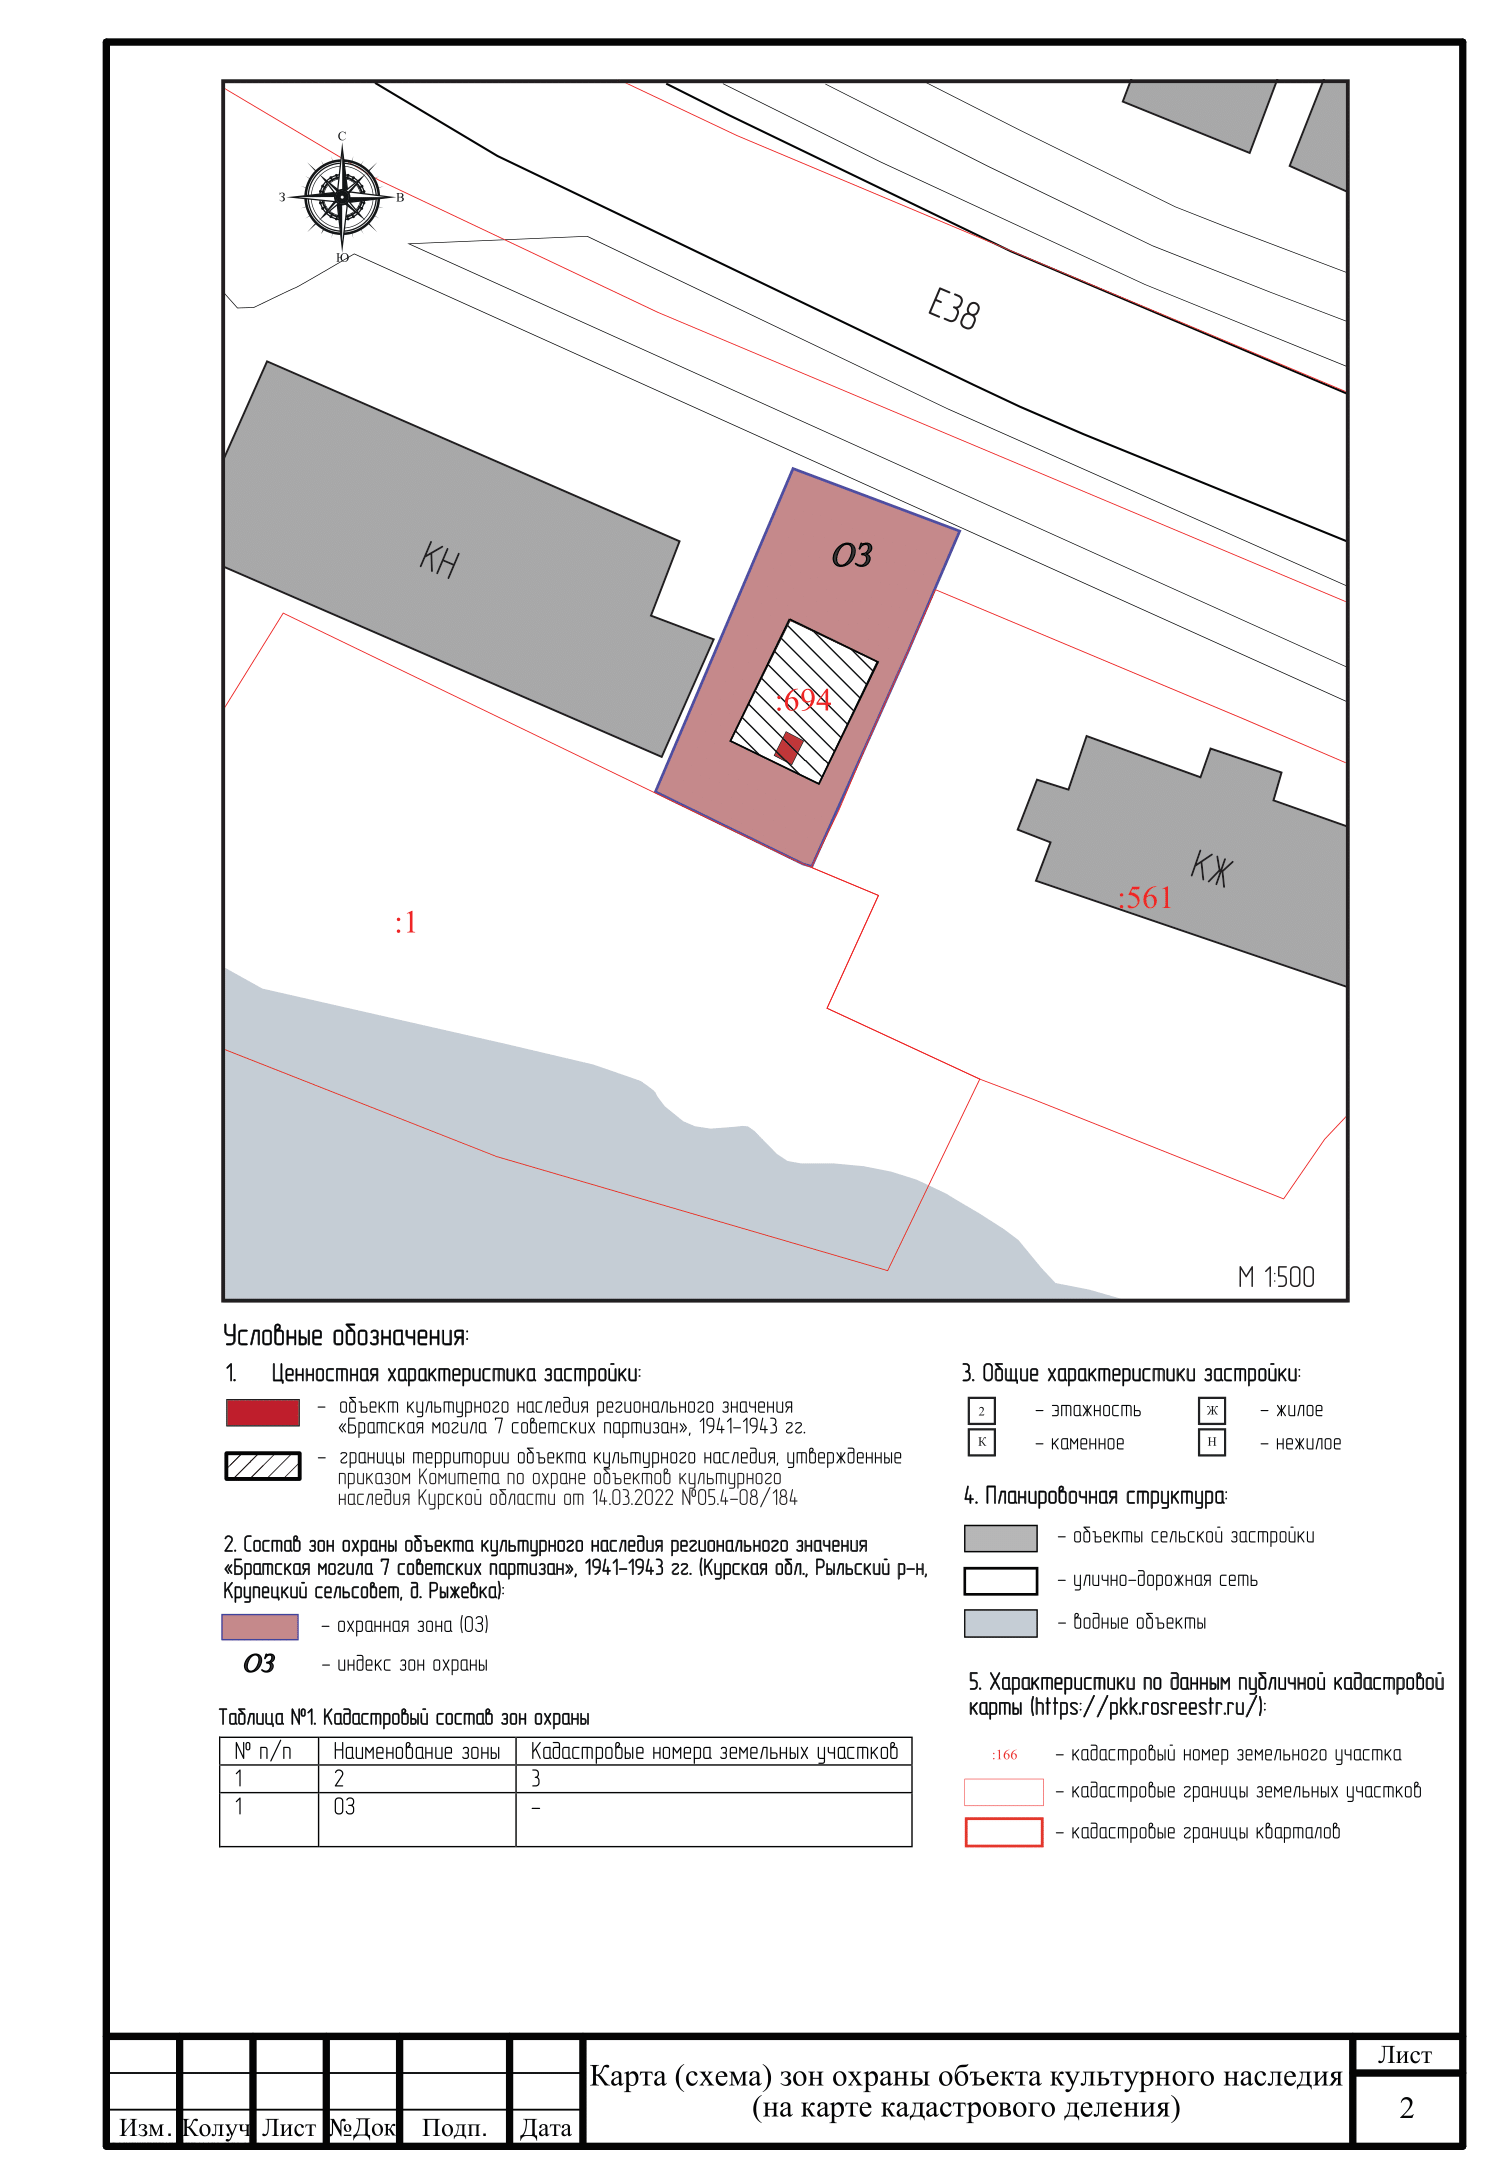 С
З
В
Ю
E38
КН
ОЗ
:694
КЖ
:561
:1
М 1:500
Условные обозначения:
1. Ценностная характеристика застройки:
– объект культурного наследия регионального значения
«Братская могила 7 советских партизан», 1941–1943 гг.
– границы территории объекта культурного наследия, утвержденные
приказом Комитета по охране объектов культурного
наследия Курской области от 14.03.2022 №05.4–08/184
2. Состав зон охраны объекта культурного наследия регионального значения
«Братская могила 7 советских партизан», 1941–1943 гг. (Курская обл., Рыльский р–н,
Крупецкий сельсовет, д. Рыжевка):
– охранная зона (ОЗ)
ОЗ – индекс зон охраны
Таблица №1. Кадастровый состав зон охраны
№ п/п Наименование зоны Кадастровые номера земельных участков
1 2 3
1 ОЗ –
3. Общие характеристики застройки:
2 – этажность Ж – жилое
К – каменное Н – нежилое
4. Планировочная структура:
– объекты сельской застройки
– улично–дорожная сеть
– водные объекты
5. Характеристики по данным публичной кадастровой
карты (https://pkk.rosreestr.ru/):
:166 – кадастровый номер земельного участка
– кадастровые границы земельных участков
– кадастровые границы кварталов
Изм. Колуч Лист №Док Подп. Дата
Карта (схема) зон охраны объекта культурного наследия
(на карте кадастрового деления)
Лист
2